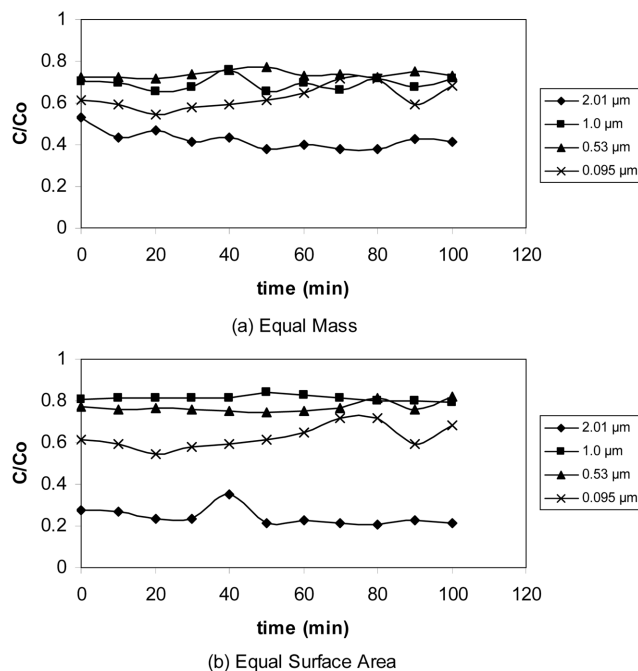 1
0.8
0.6
0.4
0.2
0
C/Co
0 20 40 60 80 100 120
time (min)
2.01 µm
1.0 µm
0.53 µm
0.095 µm
(a) Equal Mass
1
0.8
0.6
0.4
0.2
0
C/Co
0 20 40 60 80 100 120
time (min)
2.01 µm
1.0 µm
0.53 µm
0.095 µm
(b) Equal Surface Area